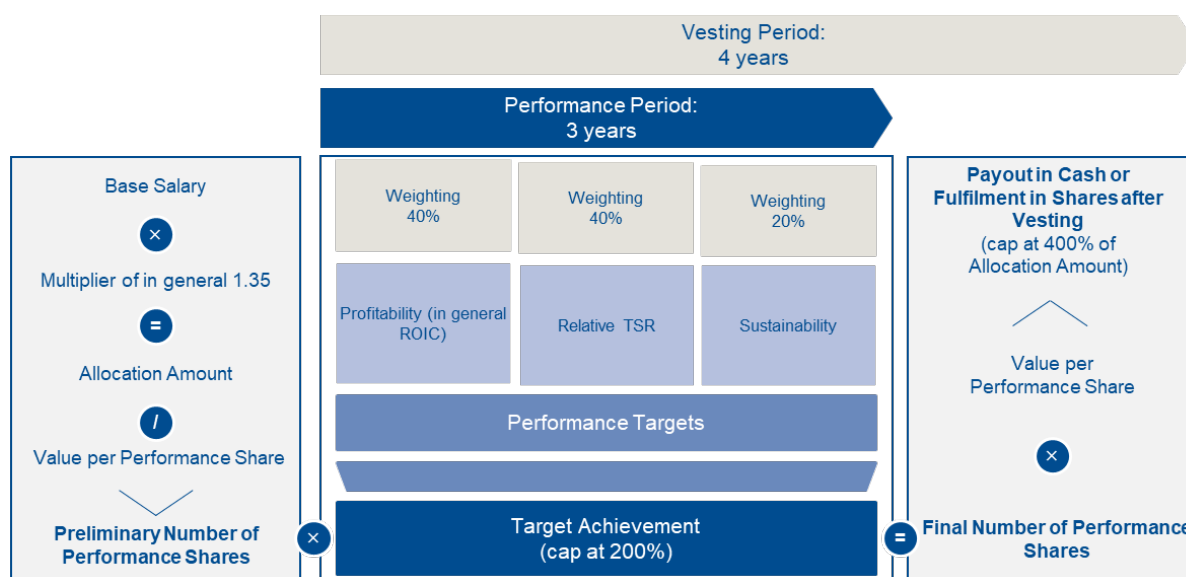 Vesting Period:
4 years
Performance Period:
3 years
Base Salary
×
Multiplier of in general 1.35
=
Allocation Amount
/
Value per Performance Share
Preliminary Number of
Performance Shares
×
Weighting
40%
Weighting
40%
Weighting
20%
Profitability (in general
ROIC)
Relative TSR
Sustainability
Performance Targets
Target Achievement
(cap at 200%)
=
Payout in Cash or
Fulfilment in Shares after
Vesting
(cap at 400% of
Allocation Amount)
Value per
Performance Share
×
Final Number of Performance
Shares